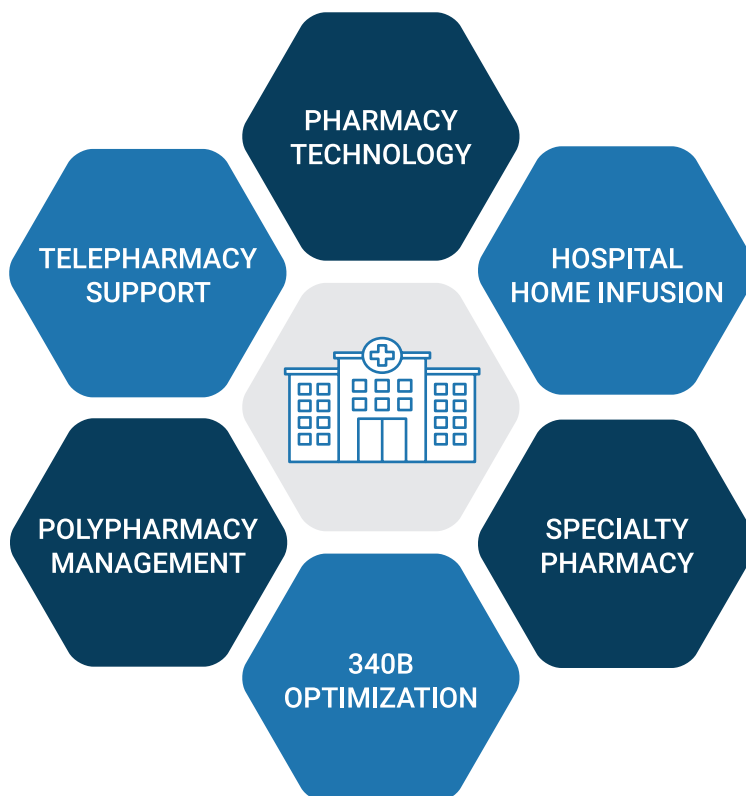 PHARMACY
TECHNOLOGY
TELEPHARMACY
SUPPORT
HOSPITAL
HOME INFUSION
POLYPHARMACY
MANAGEMENT
SPECIALTY
PHARMACY
340B
OPTIMIZATION